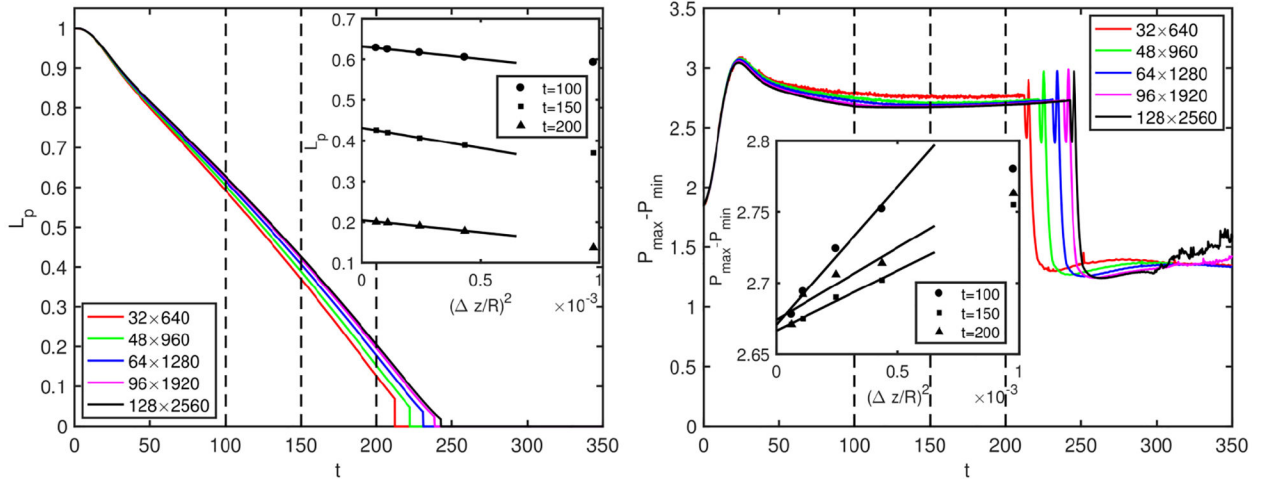 1
0.9
0.8
0.7
0.6
0.5
0.4
0.3
0.2
0.1
0
L_p
0 50 100 150 200 250 300 350
t
32×640
48×960
64×1280
96×1920
128×2560
0.7
0.6
0.5
0.4
0.3
0.2
0.1
L_p
0 0.5 1
(Δ z/R)^2 ×10^-3
t=100
t=150
t=200
3.5
3
2.5
2
1.5
1
0.5
0
P_max-P_min
0 50 100 150 200 250 300 350
t
32×640
48×960
64×1280
96×1920
128×2560
2.8
2.75
2.7
2.65
P_max-P_min
0 0.5 1
(Δ z/R)^2 ×10^-3
t=100
t=150
t=200